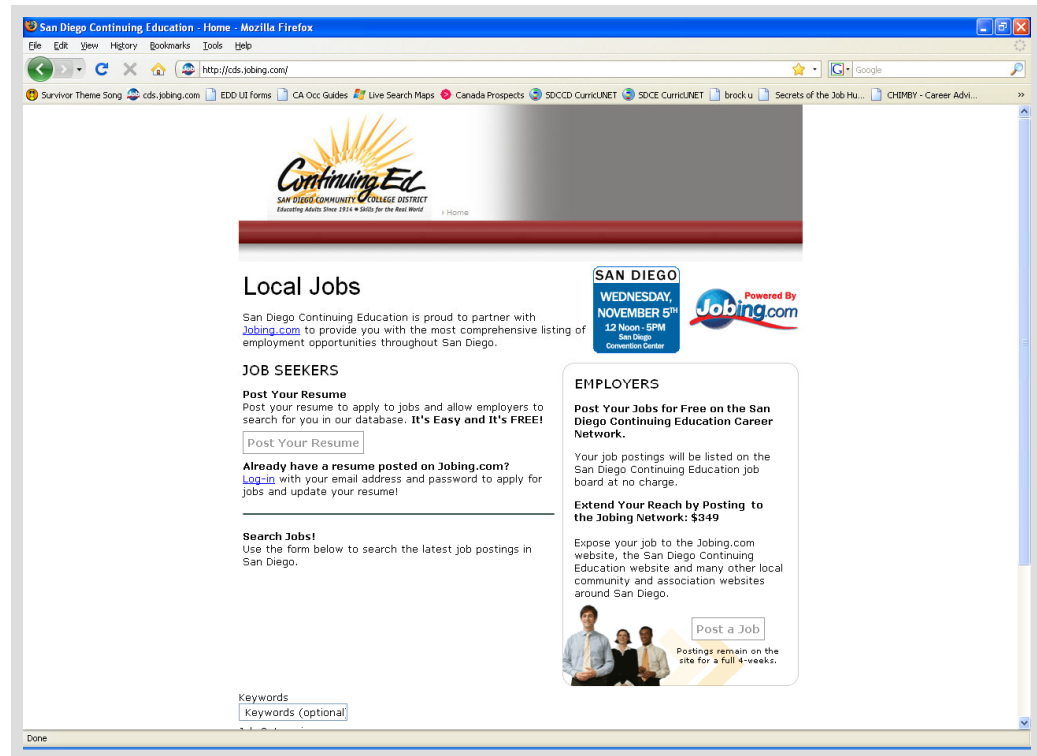 San Diego Continuing Education - Home - Mozilla Firefox
File Edit View History Bookmarks Tools Help
http://cds.jobing.com/
G Google
Survivor Theme Song cds.jobing.com EDD UI forms CA Occ Guides Live Search Maps Canada Prospects SDCCD CurricUNET SDCE CurricUNET brock u Secrets of the Job Hu... CHIMBY - Career Advi... »
Continuing Ed
SAN DIEGO COMMUNITY COLLEGE DISTRICT
Educating Adults Since 1914 • Skills for the Real World
› Home
Local Jobs
San Diego Continuing Education is proud to partner with
Jobing.com to provide you with the most comprehensive listing of
employment opportunities throughout San Diego.
SAN DIEGO
WEDNESDAY,
NOVEMBER 5TH
12 Noon - 5PM
San Diego
Convention Center
Powered By
Jobing.com
JOB SEEKERS
Post Your Resume
Post your resume to apply to jobs and allow employers to
search for you in our database. It's Easy and It's FREE!
Post Your Resume
Already have a resume posted on Jobing.com?
Log-in with your email address and password to apply for
jobs and update your resume!
Search Jobs!
Use the form below to search the latest job postings in
San Diego.
EMPLOYERS
Post Your Jobs for Free on the San
Diego Continuing Education Career
Network.
Your job postings will be listed on the
San Diego Continuing Education job
board at no charge.
Extend Your Reach by Posting to
the Jobing Network: $349
Expose your job to the Jobing.com
website, the San Diego Continuing
Education website and many other local
community and association websites
around San Diego.
Post a Job
Postings remain on the
site for a full 4-weeks.
Keywords
Keywords (optional)
Done